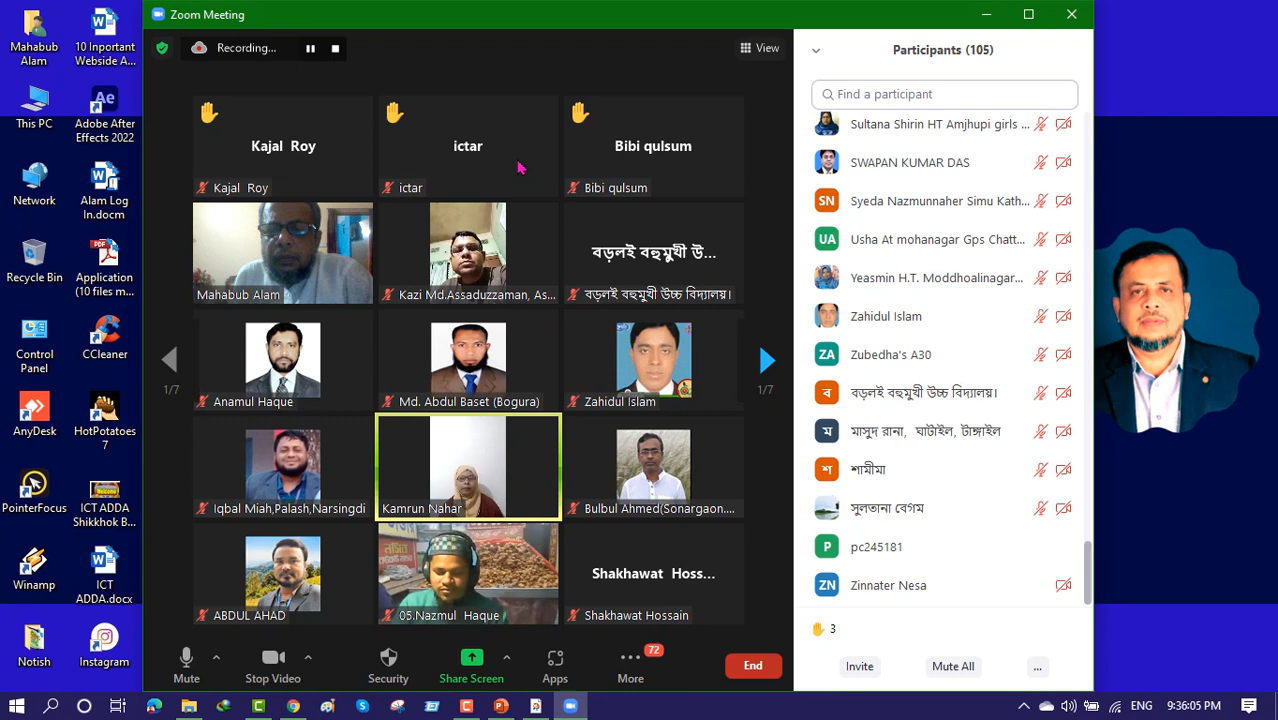 Mahabub
Alam
10 Inportant
Webside A...
This PC
Adobe After
Effects 2022
Network
Alam Log
In.docm
Recycle Bin
Application
(10 files m...
Control
Panel
CCleaner
AnyDesk
HotPotatoes
7
PointerFocus
ICT ADDA
Shikkhok B...
Winamp
ICT
ADDA.docx
Notish
Instagram
Zoom Meeting
Recording...
View
Kajal Roy
Kajal Roy
ictar
ictar
Bibi qulsum
Bibi qulsum
Mahabub Alam
Kazi Md.Assaduzzaman, As...
বড়লই বহুমুখী উ...
বড়লই বহুমুখী উচ্চ বিদ্যালয়।
1/7
Anamul Haque
Md. Abdul Baset (Bogura)
Zahidul Islam
1/7
Iqbal Miah,Palash,Narsingdi
Kamrun Nahar
Bulbul Ahmed(Sonargaon....
ABDUL AHAD
05.Nazmul Haque
Shakhawat Hoss...
Shakhawat Hossain
Mute
Stop Video
Security
Share Screen
Apps
72
More
End
Participants (105)
Find a participant
Sultana Shirin HT Amjhupi girls ...
SWAPAN KUMAR DAS
SN Syeda Nazmunnaher Simu Kath...
UA Usha At mohanagar Gps Chatt...
Yeasmin H.T. Moddhoalinagar...
Zahidul Islam
ZA Zubedha's A30
ব বড়লই বহুমুখী উচ্চ বিদ্যালয়।
ম মাসুদ রানা, ঘাটাইল, টাঙ্গাইল
শ শামীমা
সুলতানা বেগম
P pc245181
ZN Zinnater Nesa
3
Invite
Mute All
...
ENG
9:36:05 PM